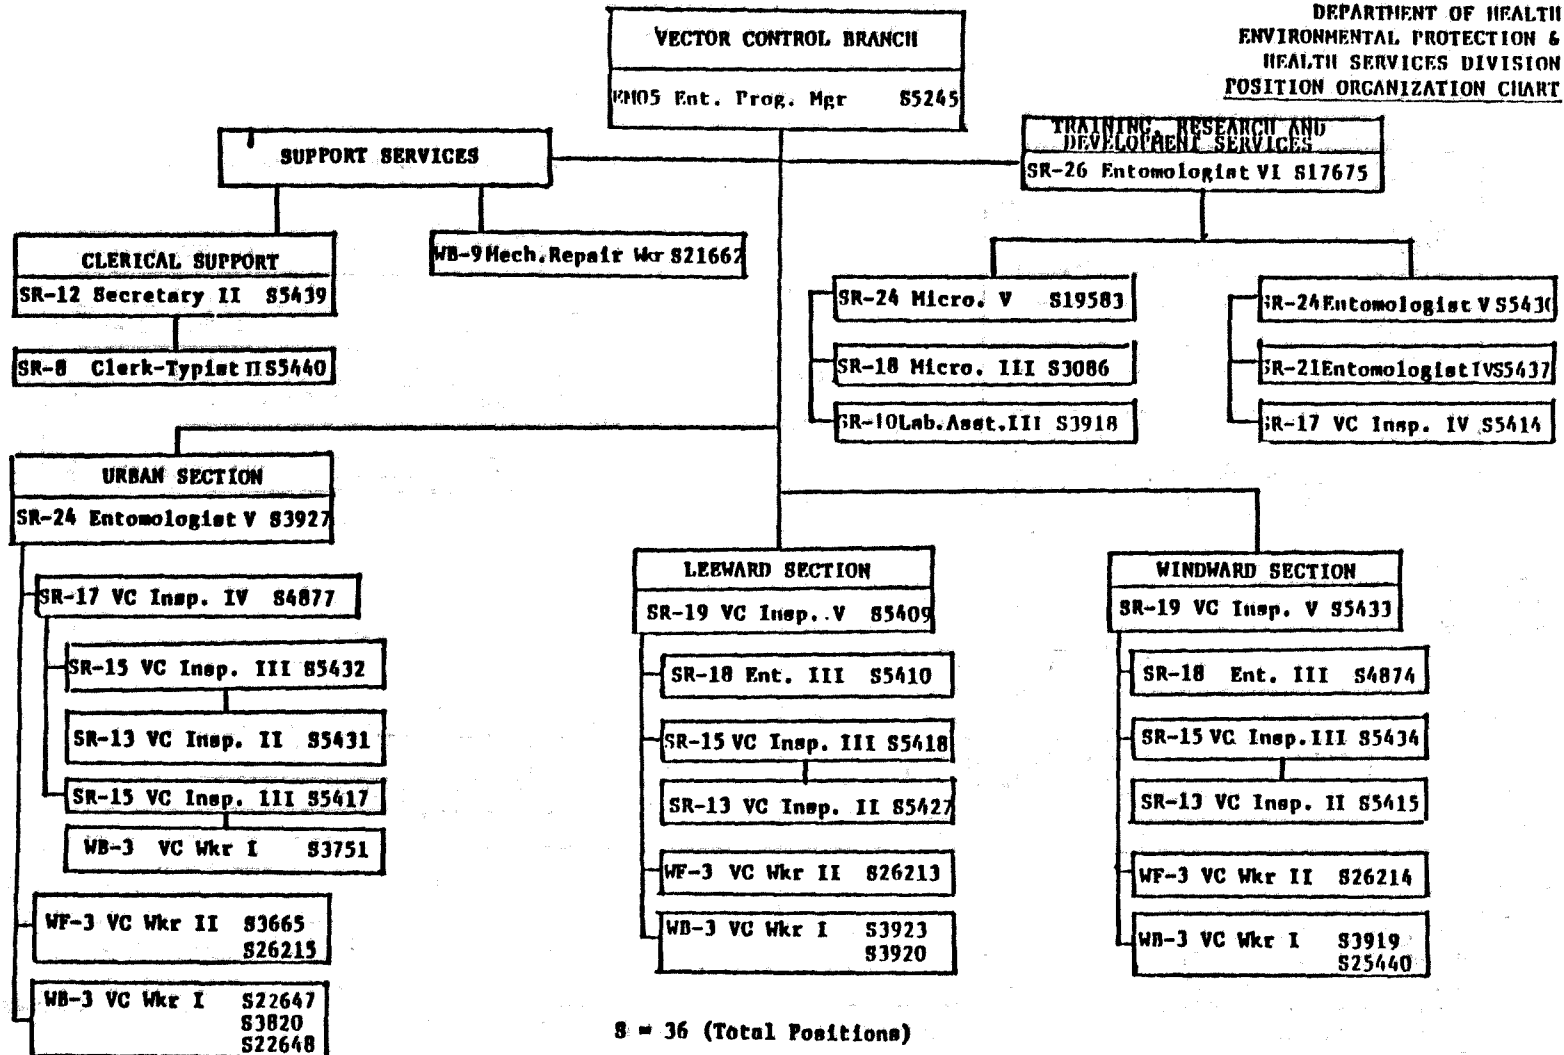 DEPARTMENT OF HEALTH
ENVIRONMENTAL PROTECTION &
HEALTH SERVICES DIVISION
POSITION ORGANIZATION CHART
VECTOR CONTROL BRANCH
EM05 Ent. Prog. Mgr S5245
SUPPORT SERVICES
TRAINING, RESEARCH AND
DEVELOPMENT SERVICES
SR-26 Entomologist VI S17675
CLERICAL SUPPORT
SR-12 Secretary II S5439
SR-8 Clerk-Typist II S5440
WB-9 Mech.Repair Wkr S21662
SR-24 Micro. V S19583
SR-18 Micro. III S3086
SR-10 Lab.Asst.III S3918
SR-24 Entomologist V S5430
SR-21 Entomologist IV S5437
SR-17 VC Insp. IV S5414
URBAN SECTION
SR-24 Entomologist V S3927
SR-17 VC Insp. IV S4877
SR-15 VC Insp. III S5432
SR-13 VC Insp. II S5431
SR-15 VC Insp. III S5417
WB-3 VC Wkr I S3751
WF-3 VC Wkr II S3665
S26215
WB-3 VC Wkr I S22647
S3820
S22648
LEEWARD SECTION
SR-19 VC Insp. V S5409
SR-18 Ent. III S5410
SR-15 VC Insp. III S5418
SR-13 VC Insp. II S5427
WF-3 VC Wkr II S26213
WB-3 VC Wkr I S3923
S3920
WINDWARD SECTION
SR-19 VC Insp. V S5433
SR-18 Ent. III S4874
SR-15 VC Insp. III S5434
SR-13 VC Insp. II S5415
WF-3 VC Wkr II S26214
WB-3 VC Wkr I S3919
S25440
S = 36 (Total Positions)